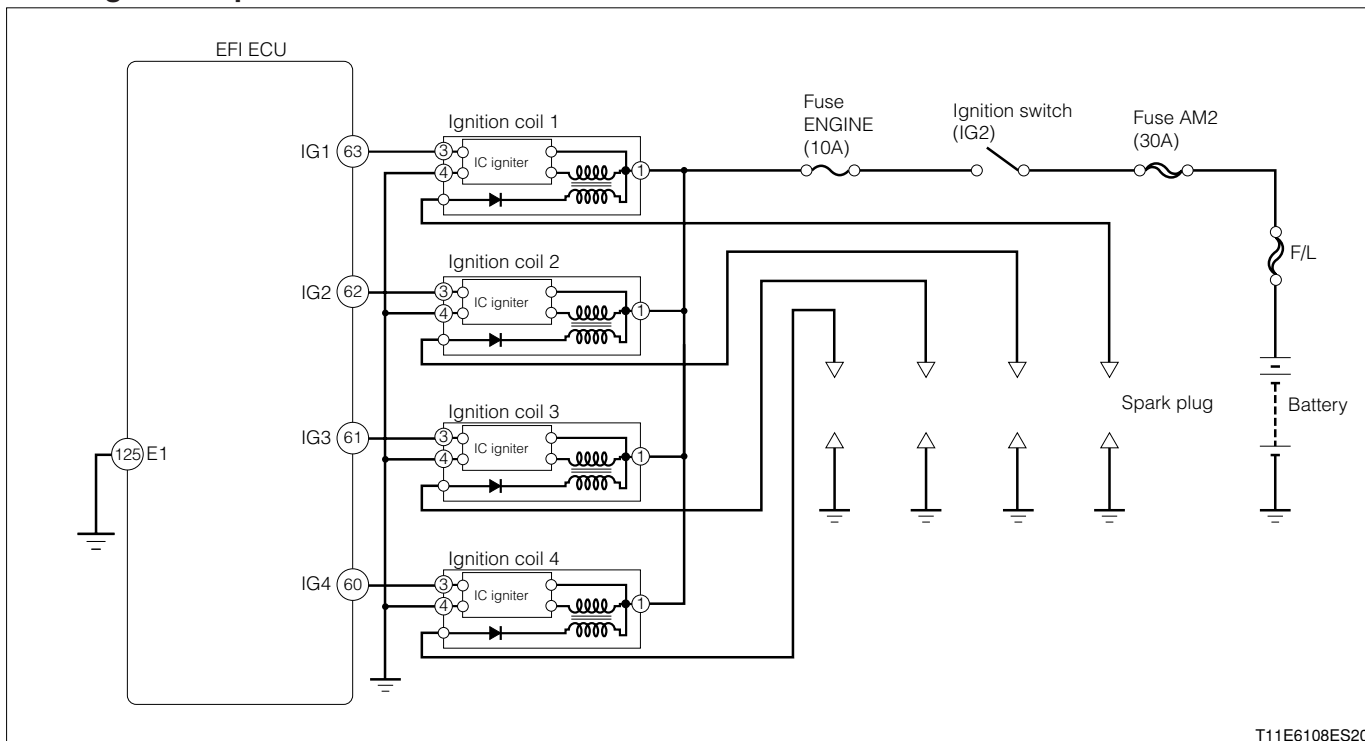 EFI ECU
Ignition coil 1
Fuse
ENGINE
(10A)
Ignition switch
(IG2)
Fuse AM2
(30A)
IG1 63
3
IC igniter
4
1
F/L
Ignition coil 2
IG2 62
3
IC igniter
4
1
Ignition coil 3
IG3 61
3
IC igniter
4
1
Spark plug
Battery
125 E1
Ignition coil 4
IG4 60
3
IC igniter
4
1
T11E6108ES20